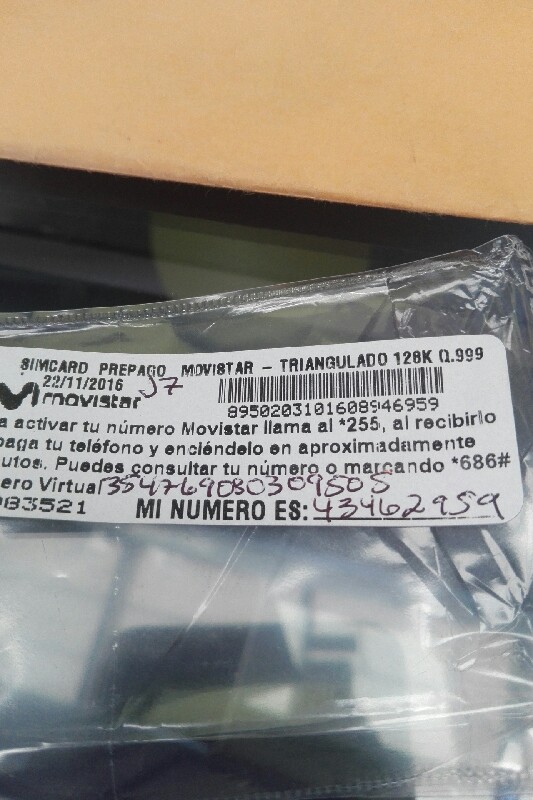 SIMCARD PREPAGO MOVISTAR - TRIANGULADO 128K Q.999
22/11/2016 J7
movistar
8950203101608946959
a activar tu número Movistar llama al *255, al recibirlo
paga tu teléfono y enciéndelo en aproximadamente
utos. Puedes consultar tu número o marcando *686#
ero Virtual 354769080309505
083521 MI NUMERO ES: 43462959